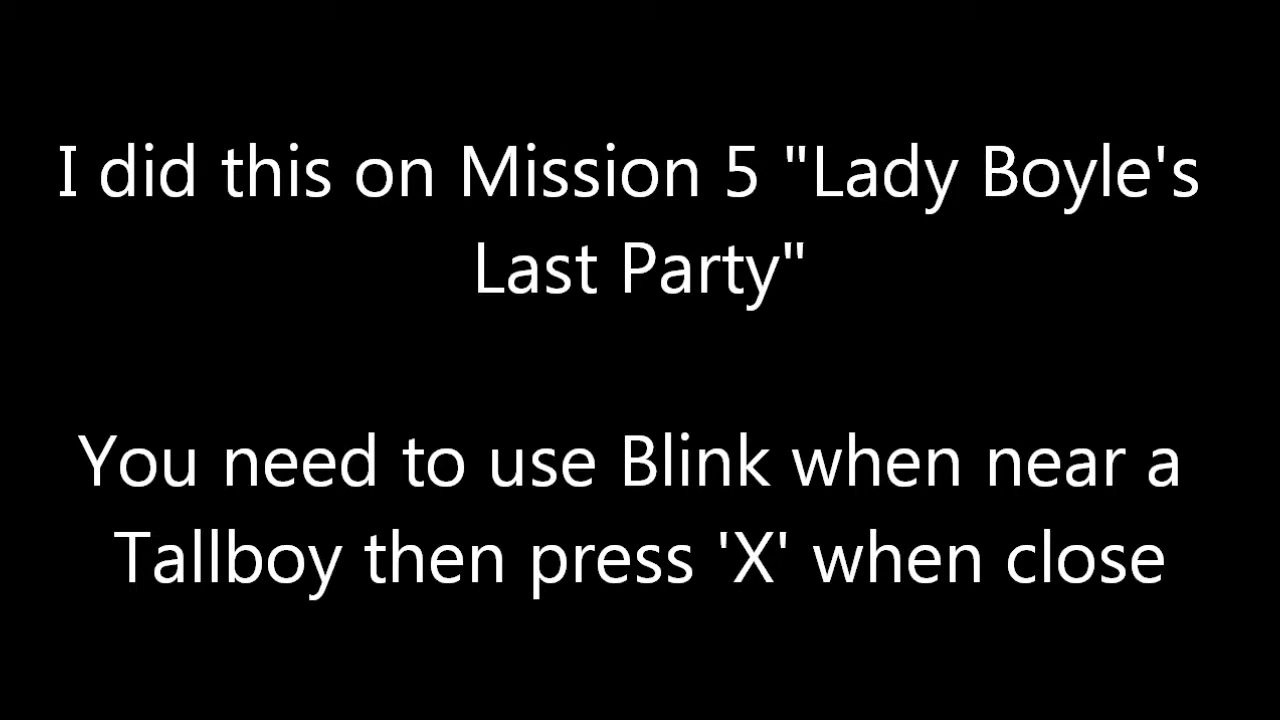 I did this on Mission 5 "Lady Boyle's
Last Party"
You need to use Blink when near a
Tallboy then press 'X' when close